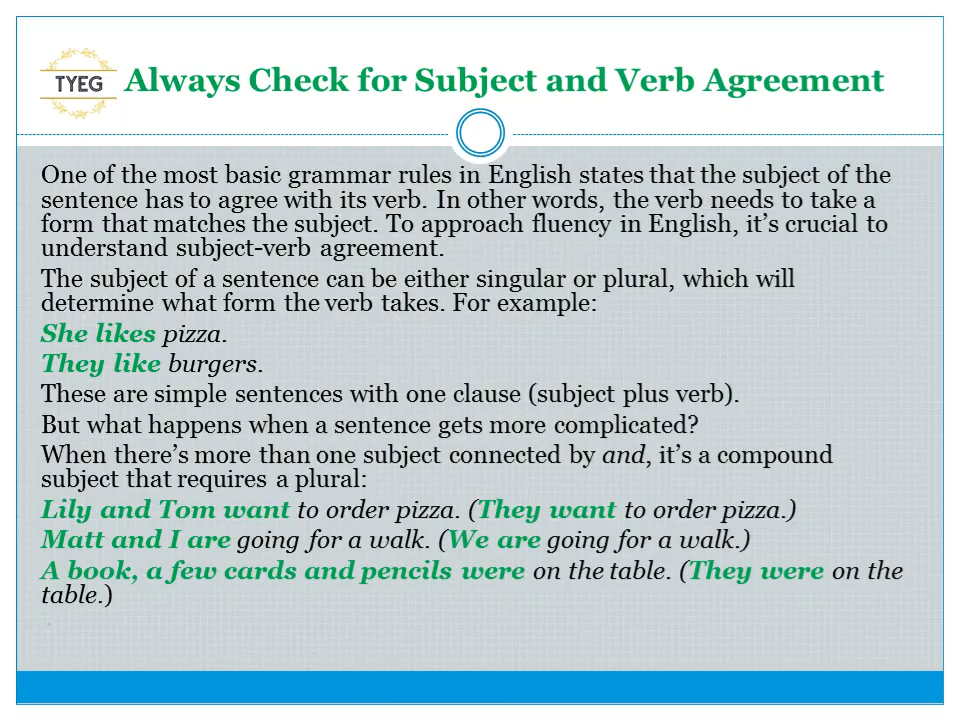 TYEG
Always Check for Subject and Verb Agreement
One of the most basic grammar rules in English states that the subject of the
sentence has to agree with its verb. In other words, the verb needs to take a
form that matches the subject. To approach fluency in English, it’s crucial to
understand subject-verb agreement.
The subject of a sentence can be either singular or plural, which will
determine what form the verb takes. For example:
She likes pizza.
They like burgers.
These are simple sentences with one clause (subject plus verb).
But what happens when a sentence gets more complicated?
When there’s more than one subject connected by and, it’s a compound
subject that requires a plural:
Lily and Tom want to order pizza. (They want to order pizza.)
Matt and I are going for a walk. (We are going for a walk.)
A book, a few cards and pencils were on the table. (They were on the
table.)